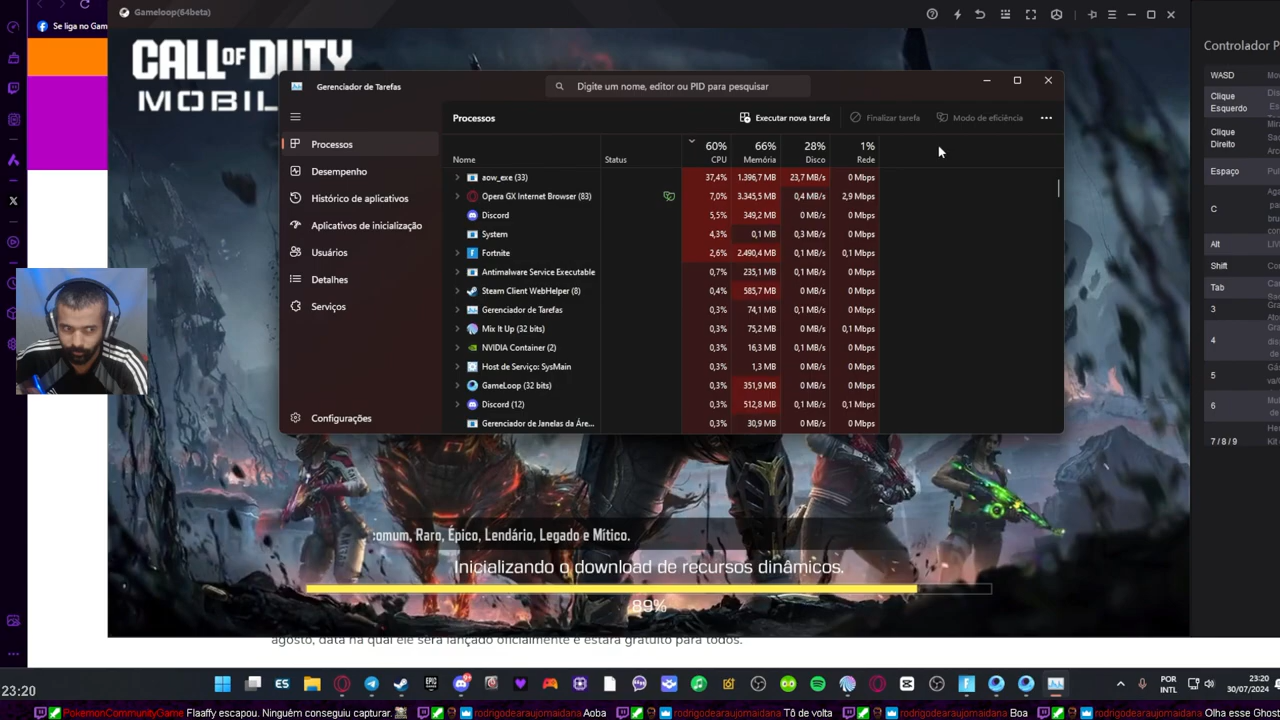 Gameloop(64beta)
Se liga no Gam
CALL OF DUTY
MOBIL
Gerenciador de Tarefas
Digite um nome, editor ou PID para pesquisar
Processos
Executar nova tarefa
Finalizar tarefa
Modo de eficiência
Processos
Desempenho
Histórico de aplicativos
Aplicativos de inicialização
Usuários
Detalhes
Serviços
Configurações
60% 66% 28% 1%
Nome Status CPU Memória Disco Rede
aow_exe (33) 37,4% 1.396,7 MB 23,7 MB/s 0 Mbps
Opera GX Internet Browser (83) 7,0% 3.345,5 MB 0,4 MB/s 2,9 Mbps
Discord 5,5% 349,2 MB 0 MB/s 0 Mbps
System 4,3% 0,1 MB 0,3 MB/s 0 Mbps
Fortnite 2,6% 2.490,4 MB 0,1 MB/s 0,1 Mbps
Antimalware Service Executable 0,7% 235,1 MB 0,1 MB/s 0 Mbps
Steam Client WebHelper (8) 0,4% 585,7 MB 0 MB/s 0 Mbps
Gerenciador de Tarefas 0,3% 74,1 MB 0,1 MB/s 0 Mbps
Mix It Up (32 bits) 0,3% 75,2 MB 0 MB/s 0,1 Mbps
NVIDIA Container (2) 0,3% 16,3 MB 0,1 MB/s 0 Mbps
Host de Serviço: SysMain 0,3% 1,3 MB 0 MB/s 0 Mbps
GameLoop (32 bits) 0,3% 351,9 MB 0 MB/s 0 Mbps
Discord (12) 0,3% 512,8 MB 0,1 MB/s 0,1 Mbps
Gerenciador de Janelas da Áre... 0,3% 30,9 MB 0 MB/s 0 Mbps
Controlador P
WASD
Clique
Esquerdo
Clique
Direito
Espaço
C
Alt
Shift
Tab
3
4
5
6
7 / 8 / 9
:omum, Raro, Épico, Lendário, Legado e Mítico.
Inicializando o download de recursos dinâmicos.
89%
agosto, data na qual ele será lançado oficialmente e estará gratuito para todos.
23:20
POR
INTL
23:20
30/07/2024
PokemonCommunityGame Flaaffy escapou. Ninguém conseguiu capturar. rodrigodearaujomaidana Aoba rodrigodearaujomaidana Tô de volta rodrigodearaujomaidana Boa rodrigodearaujomaidana Olha esse Ghos